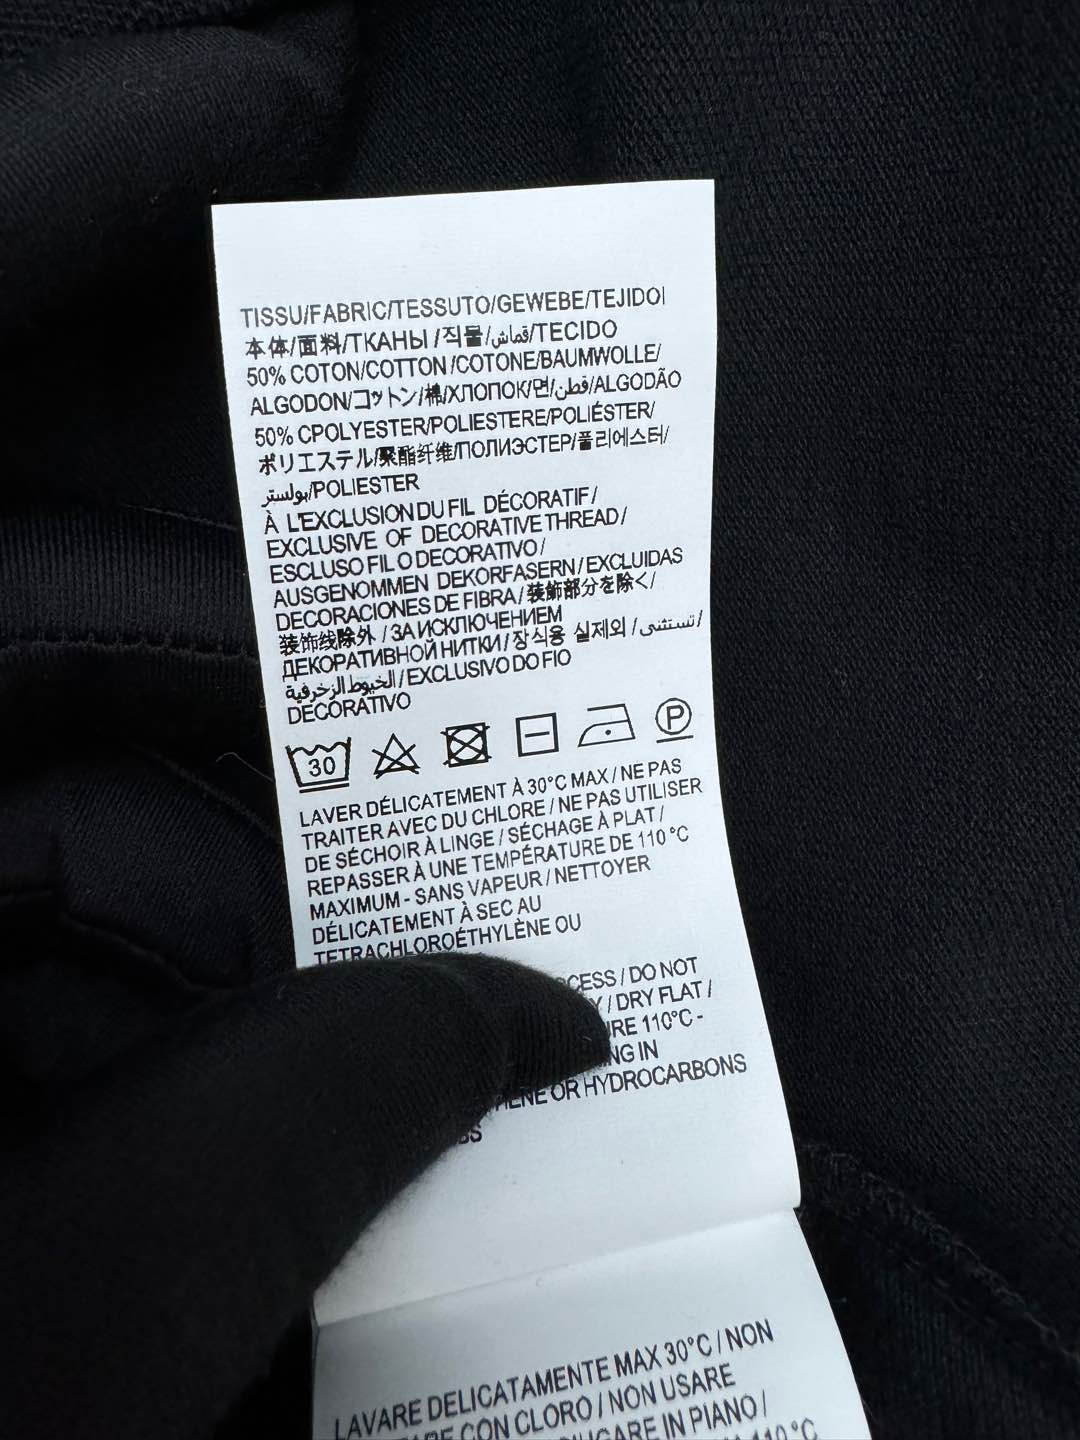 TISSU/FABRIC/TESSUTO/GEWEBE/TEJIDO/
本体/面料/ТКАНЫ/직물/قماش/TECIDO
50% COTON/COTTON/COTONE/BAUMWOLLE/
ALGODON/コットン/棉/ХЛОПОК/면/قطن/ALGODÃO
50% CPOLYESTER/POLIESTERE/POLIÉSTER/
ポリエステル/聚酯纤维/ПОЛИЭСТЕР/폴리에스터/
بولستر/POLIESTER
À L'EXCLUSION DU FIL DÉCORATIF/
EXCLUSIVE OF DECORATIVE THREAD/
ESCLUSO FIL O DECORATIVO/
AUSGENOMMEN DEKORFASERN/EXCLUIDAS
DECORACIONES DE FIBRA/装飾部分を除く/
装饰线除外/ЗА ИСКЛЮЧЕНИЕМ
ДЕКОРАТИВНОЙ НИТКИ/장식용 실제외/تستثنى/
الخيوط الزخرفية/EXCLUSIVO DO FIO
DECORATIVO
30 P
LAVER DÉLICATEMENT À 30°C MAX/NE PAS
TRAITER AVEC DU CHLORE/NE PAS UTILISER
DE SÉCHOIR À LINGE/SÉCHAGE À PLAT/
REPASSER À UNE TEMPÉRATURE DE 110°C
MAXIMUM - SANS VAPEUR/NETTOYER
DÉLICATEMENT À SEC AU
TETRACHLOROÉTHYLÈNE OU
/DO NOT
/DRY FLAT/
110°C -
IN
OR HYDROCARBONS
LAVARE DELICATAMENTE MAX 30°C/NON
CON CLORO/NON USARE
IN PIANO/
110°C